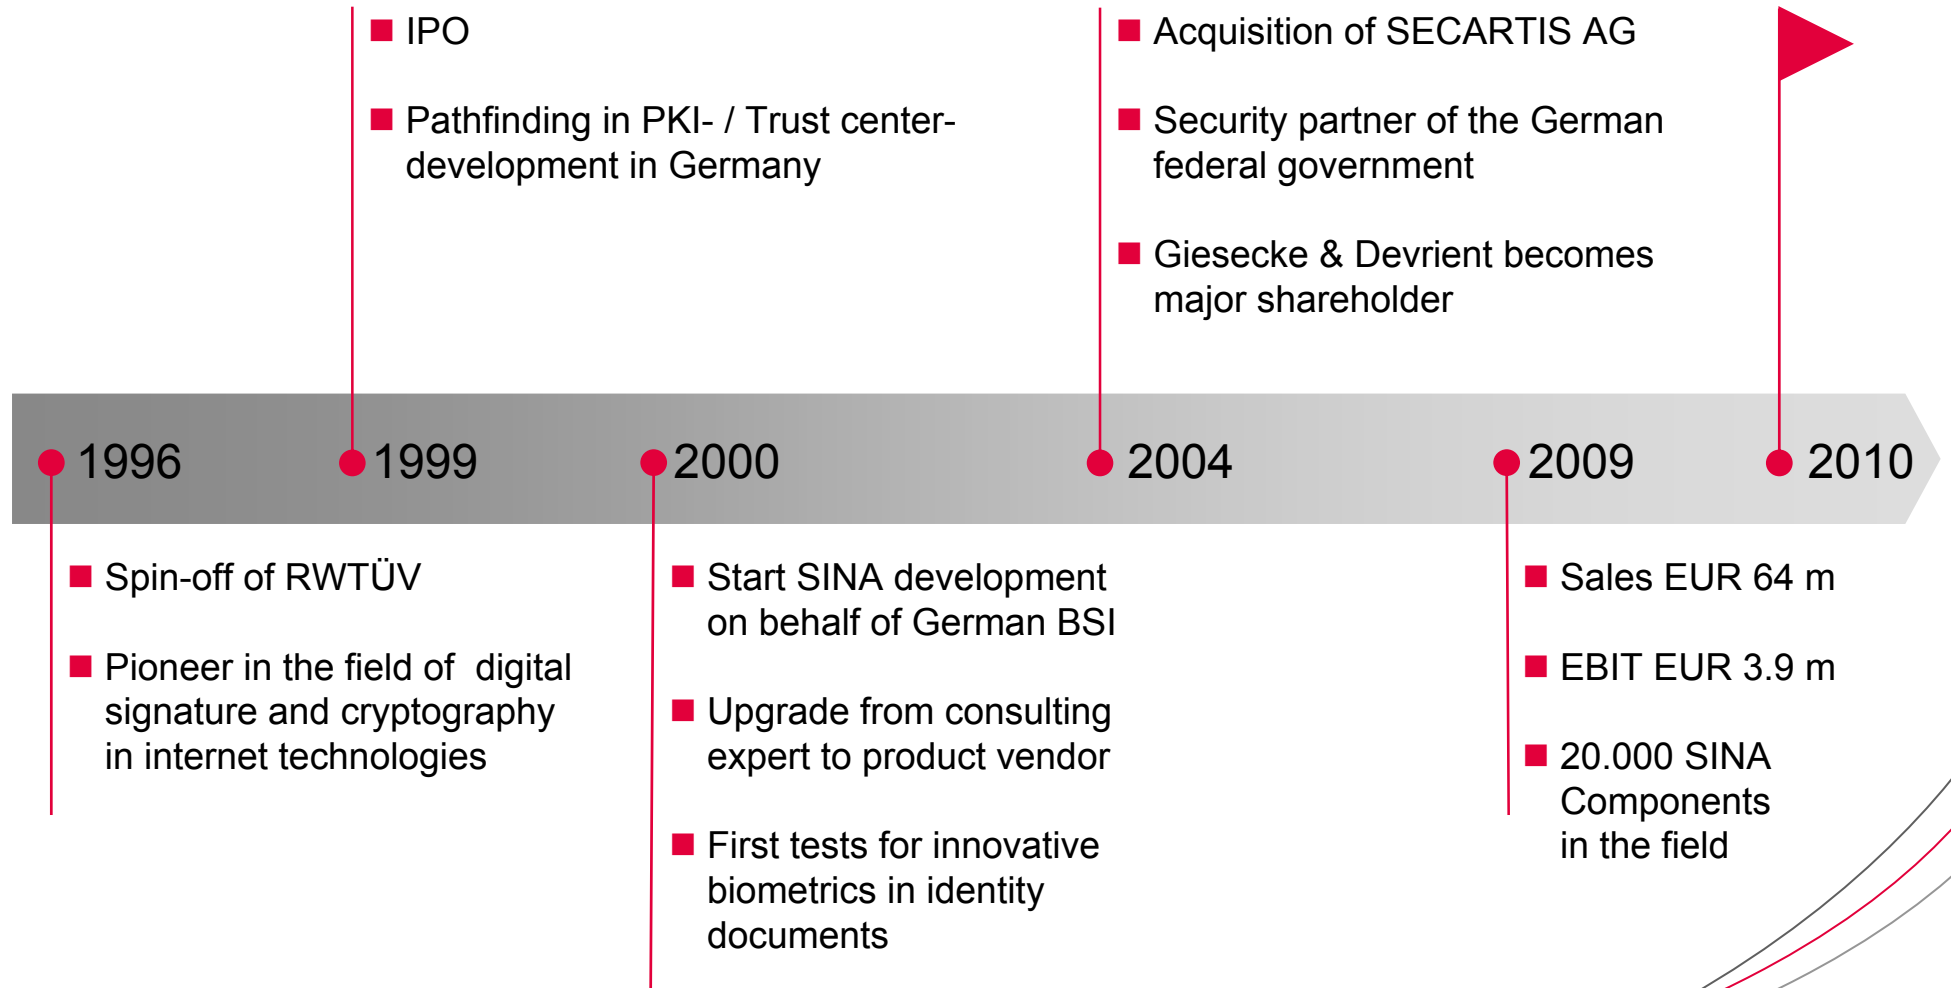 IPO
Pathfinding in PKI- / Trust center-
development in Germany
Acquisition of SECARTIS AG
Security partner of the German
federal government
Giesecke & Devrient becomes
major shareholder
1996
1999
2000
2004
2009
2010
Spin-off of RWTÜV
Pioneer in the field of  digital
signature and cryptography
in internet technologies
Start SINA development
on behalf of German BSI
Upgrade from consulting
expert to product vendor
First tests for innovative
biometrics in identity
documents
Sales EUR 64 m
EBIT EUR 3.9 m
20.000 SINA
Components
in the field